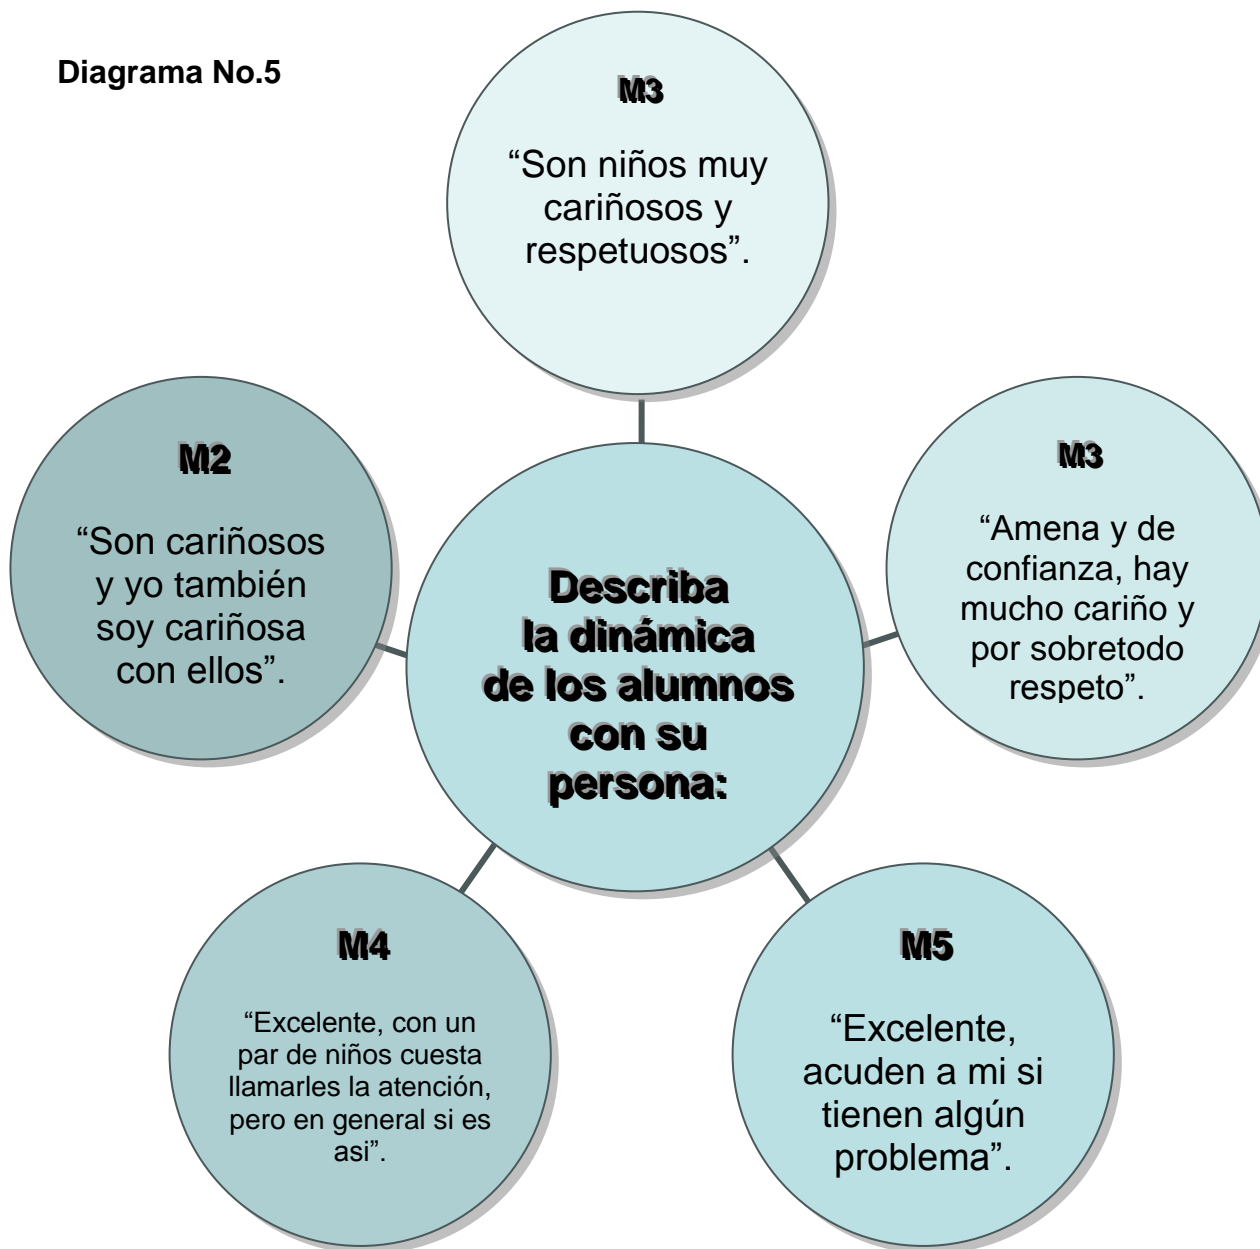 Diagrama No.5
M3
“Son niños muy
cariñosos y
respetuosos”.
M2
“Son cariñosos
y yo también
soy cariñosa
con ellos”.
Describa
la dinámica
de los alumnos
con su
persona:
M3
“Amena y de
confianza, hay
mucho cariño y
por sobretodo
respeto”.
M4
“Excelente, con un
par de niños cuesta
llamarles la atención,
pero en general si es
asi”.
M5
“Excelente,
acuden a mi si
tienen algún
problema”.